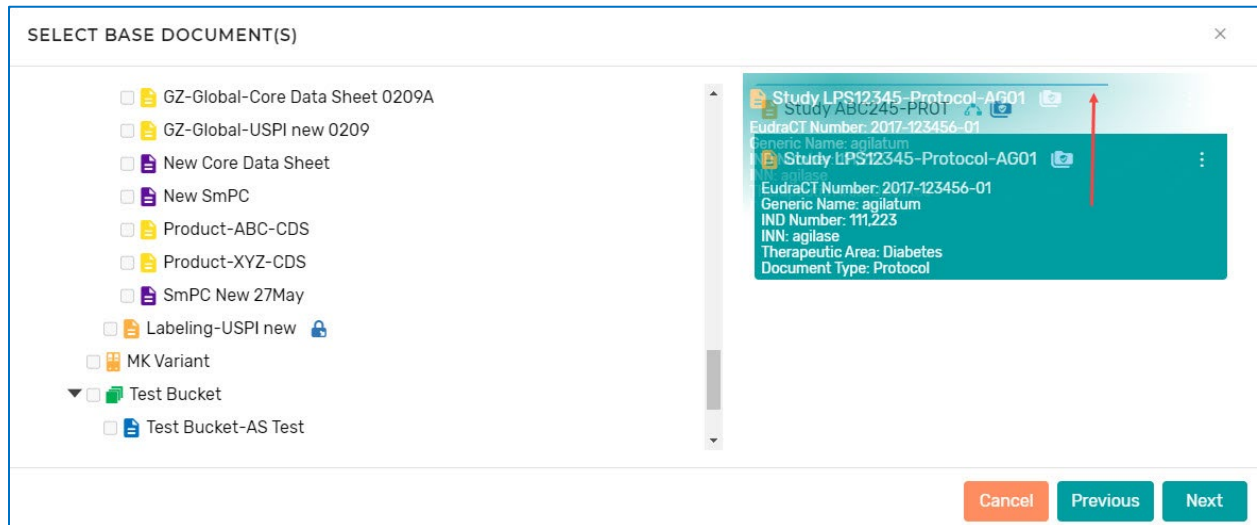 SELECT BASE DOCUMENT(S)
GZ-Global-Core Data Sheet 0209A
GZ-Global-USPI new 0209
New Core Data Sheet
New SmPC
Product-ABC-CDS
Product-XYZ-CDS
SmPC New 27May
Labeling-USPI new
MK Variant
Test Bucket
Test Bucket-AS Test
Study LPS12345-Protocol-AG01
Study ABC245-PROT
EudraCT Number: 2017-123456-01
Generic Name: agilatum
Study LPS12345-Protocol-AG01
INN: agilase
EudraCT Number: 2017-123456-01
Generic Name: agilatum
IND Number: 111,223
INN: agilase
Therapeutic Area: Diabetes
Document Type: Protocol
Cancel
Previous
Next